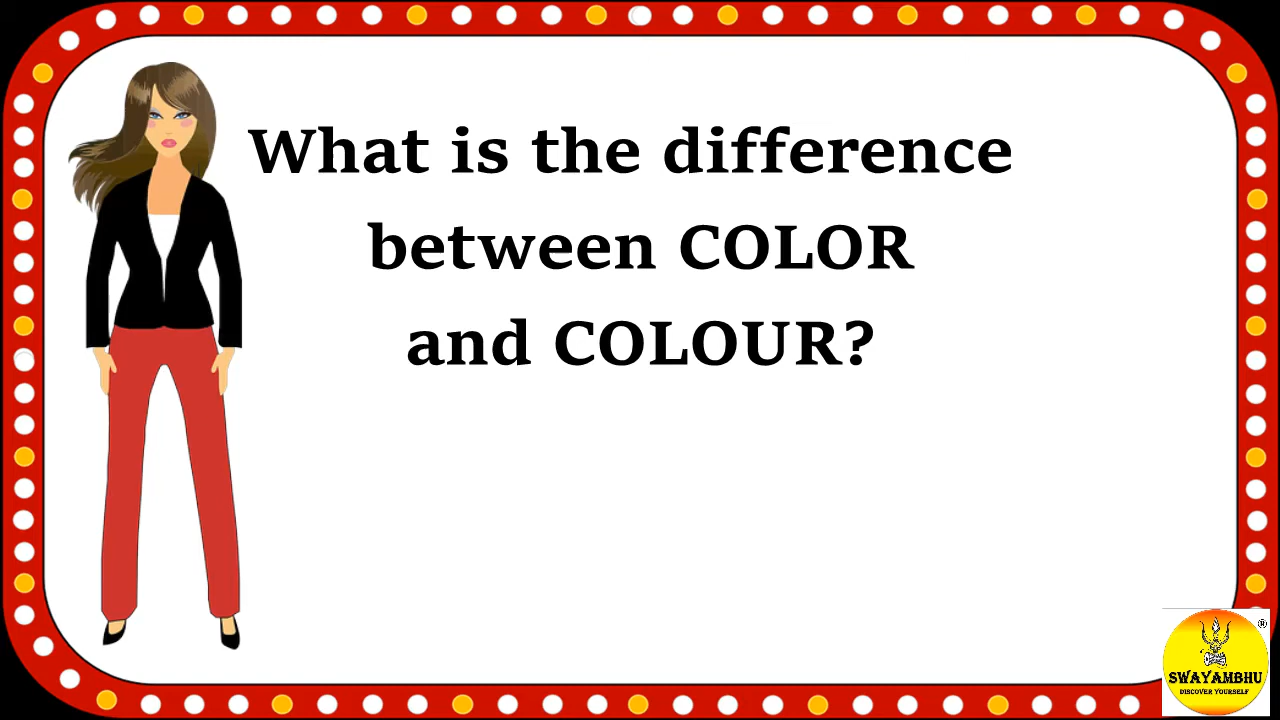 What is the difference
between COLOR
and COLOUR?
®
SWAYAMBHU
DISCOVER YOURSELF